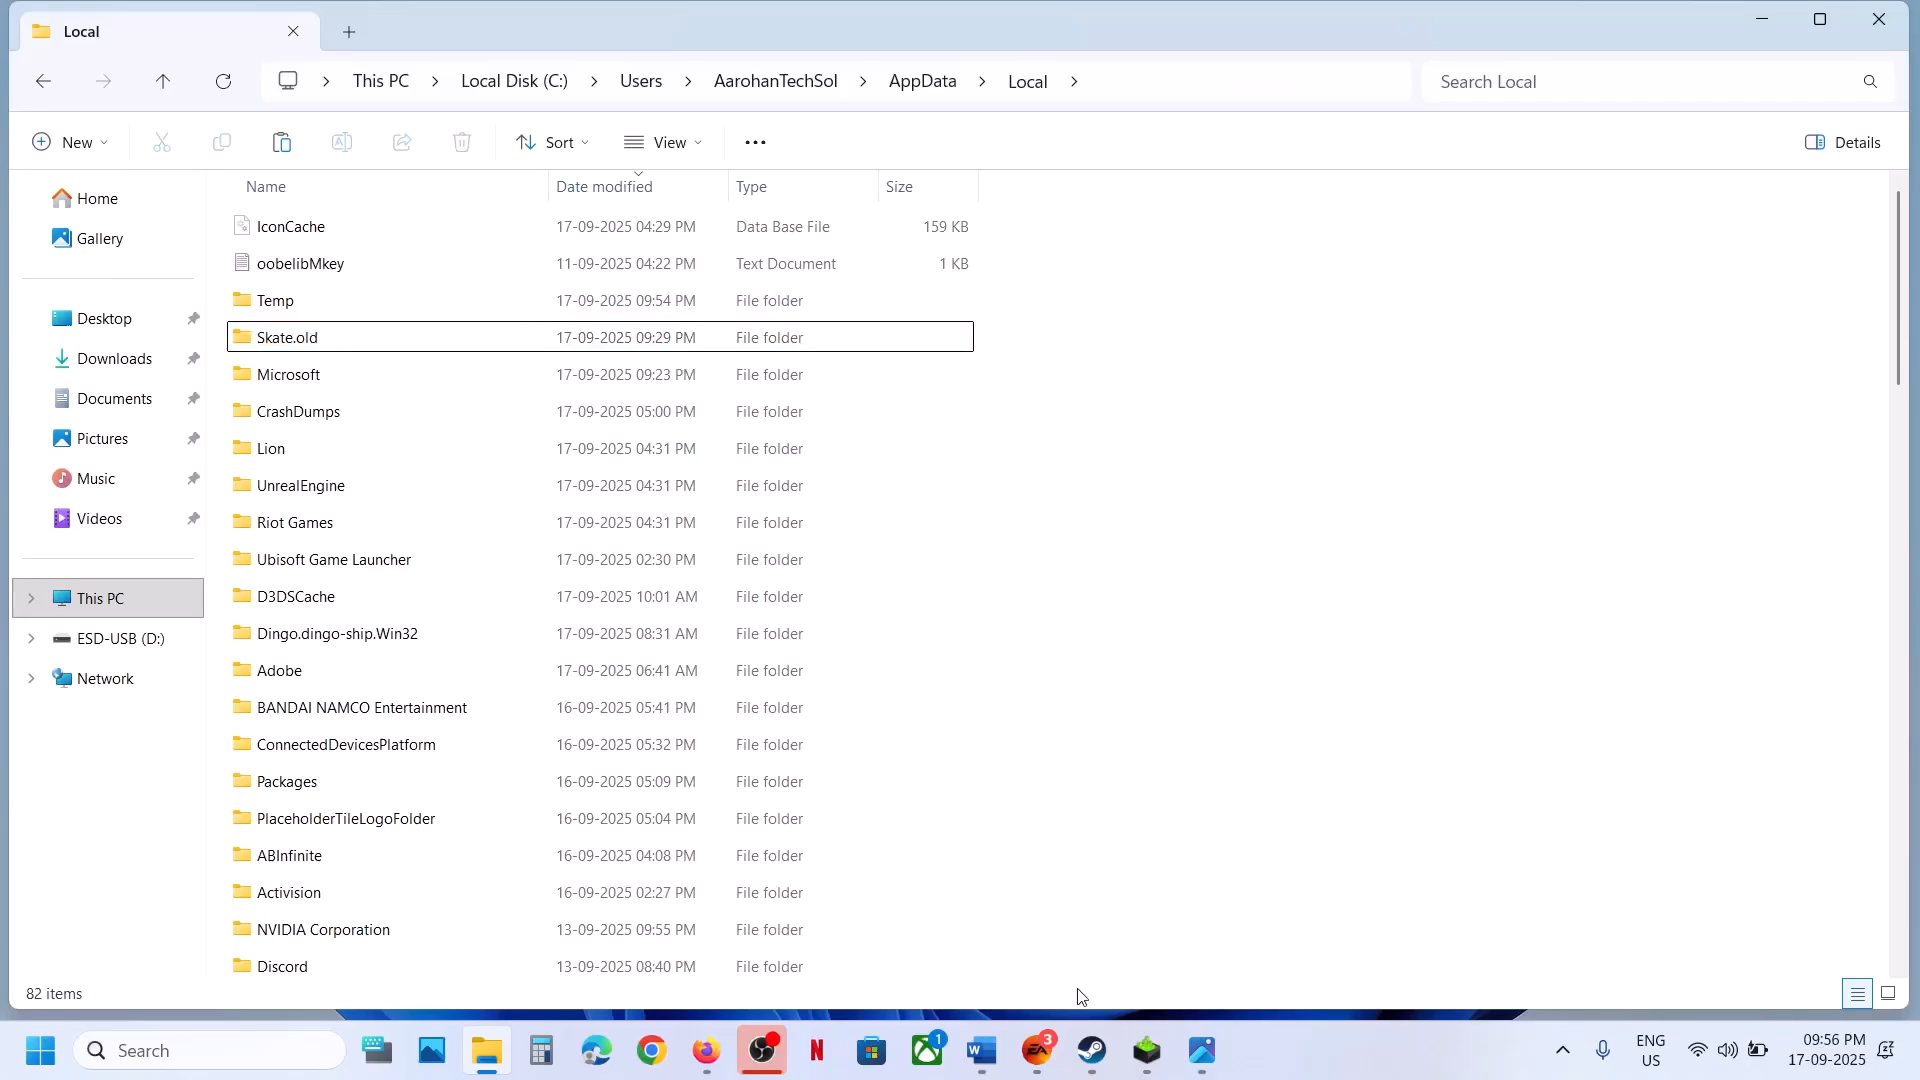 Local
This PC > Local Disk (C:) > Users > AarohanTechSol > AppData > Local >
Search Local
New
Sort
View
Details
Name Date modified Type Size
Home
Gallery
Desktop
Downloads
Documents
Pictures
Music
Videos
This PC
ESD-USB (D:)
Network
IconCache 17-09-2025 04:29 PM Data Base File 159 KB
oobelibMkey 11-09-2025 04:22 PM Text Document 1 KB
Temp 17-09-2025 09:54 PM File folder
Skate.old 17-09-2025 09:29 PM File folder
Microsoft 17-09-2025 09:23 PM File folder
CrashDumps 17-09-2025 05:00 PM File folder
Lion 17-09-2025 04:31 PM File folder
UnrealEngine 17-09-2025 04:31 PM File folder
Riot Games 17-09-2025 04:31 PM File folder
Ubisoft Game Launcher 17-09-2025 02:30 PM File folder
D3DSCache 17-09-2025 10:01 AM File folder
Dingo.dingo-ship.Win32 17-09-2025 08:31 AM File folder
Adobe 17-09-2025 06:41 AM File folder
BANDAI NAMCO Entertainment 16-09-2025 05:41 PM File folder
ConnectedDevicesPlatform 16-09-2025 05:32 PM File folder
Packages 16-09-2025 05:09 PM File folder
PlaceholderTileLogoFolder 16-09-2025 05:04 PM File folder
ABInfinite 16-09-2025 04:08 PM File folder
Activision 16-09-2025 02:27 PM File folder
NVIDIA Corporation 13-09-2025 09:55 PM File folder
Discord 13-09-2025 08:40 PM File folder
82 items
Search
N
1
W
EA
3
ENG
US
09:56 PM
17-09-2025